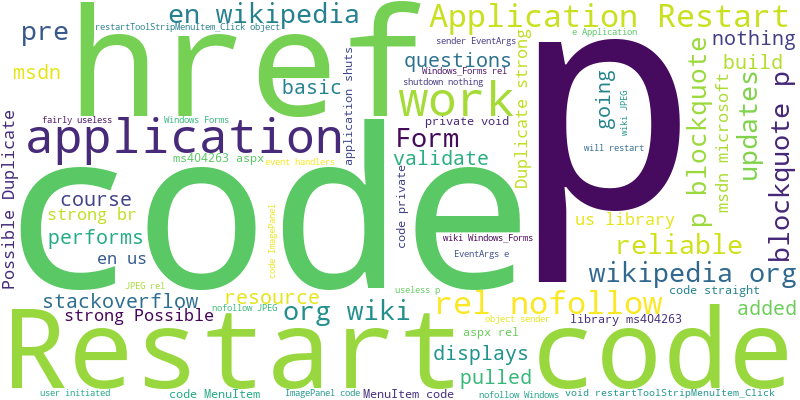 en wikipedia
Application Restart
restartToolStripMenuItem_Click object
pre
href
p
sender EventArgs
e Application
nothing
msdn
basic
questions
Windows_Forms rel
shutdown nothing
build
work
fairly useless
Windows Forms
private void
application
application shuts
Form
Duplicate strong
going
wiki JPEG
will restart
p blockquote
msdn microsoft
updates
blockquote p
ms404263 aspx
event handlers
validate
code
course
strong br
performs
en us
Possible Duplicate
code ImagePanel
code private
wiki Windows_Forms
EventArgs e
us library
reliable
wikipedia org
JPEG rel
useless p
code straight
stackoverflow
resource
rel nofollow
added
strong Possible
nofollow JPEG
org wiki
object sender
library ms404263
Restart
aspx rel
code
displays
pulled
user initiated
code MenuItem
ImagePanel code
MenuItem code
nofollow Windows
void restartToolStripMenuItem_Click